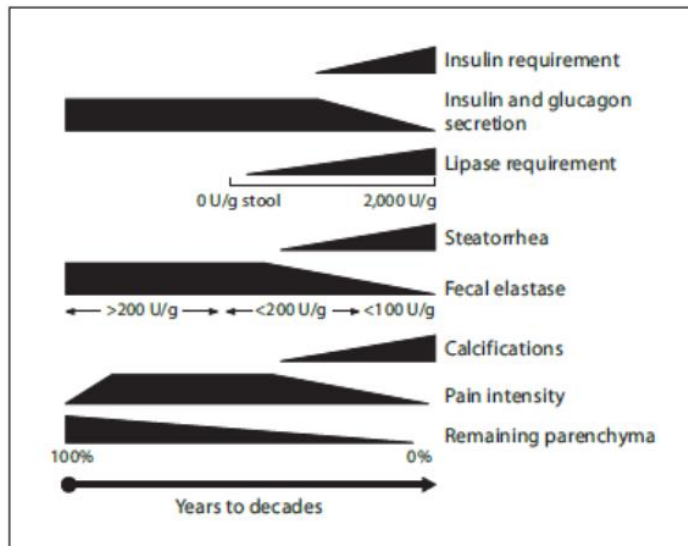 Insulin requirement
Insulin and glucagon
secretion
Lipase requirement
0 U/g stool 2,000 U/g
Steatorrhea
Fecal elastase
>200 U/g <200 U/g <100 U/g
Calcifications
Pain intensity
Remaining parenchyma
100% 0%
Years to decades